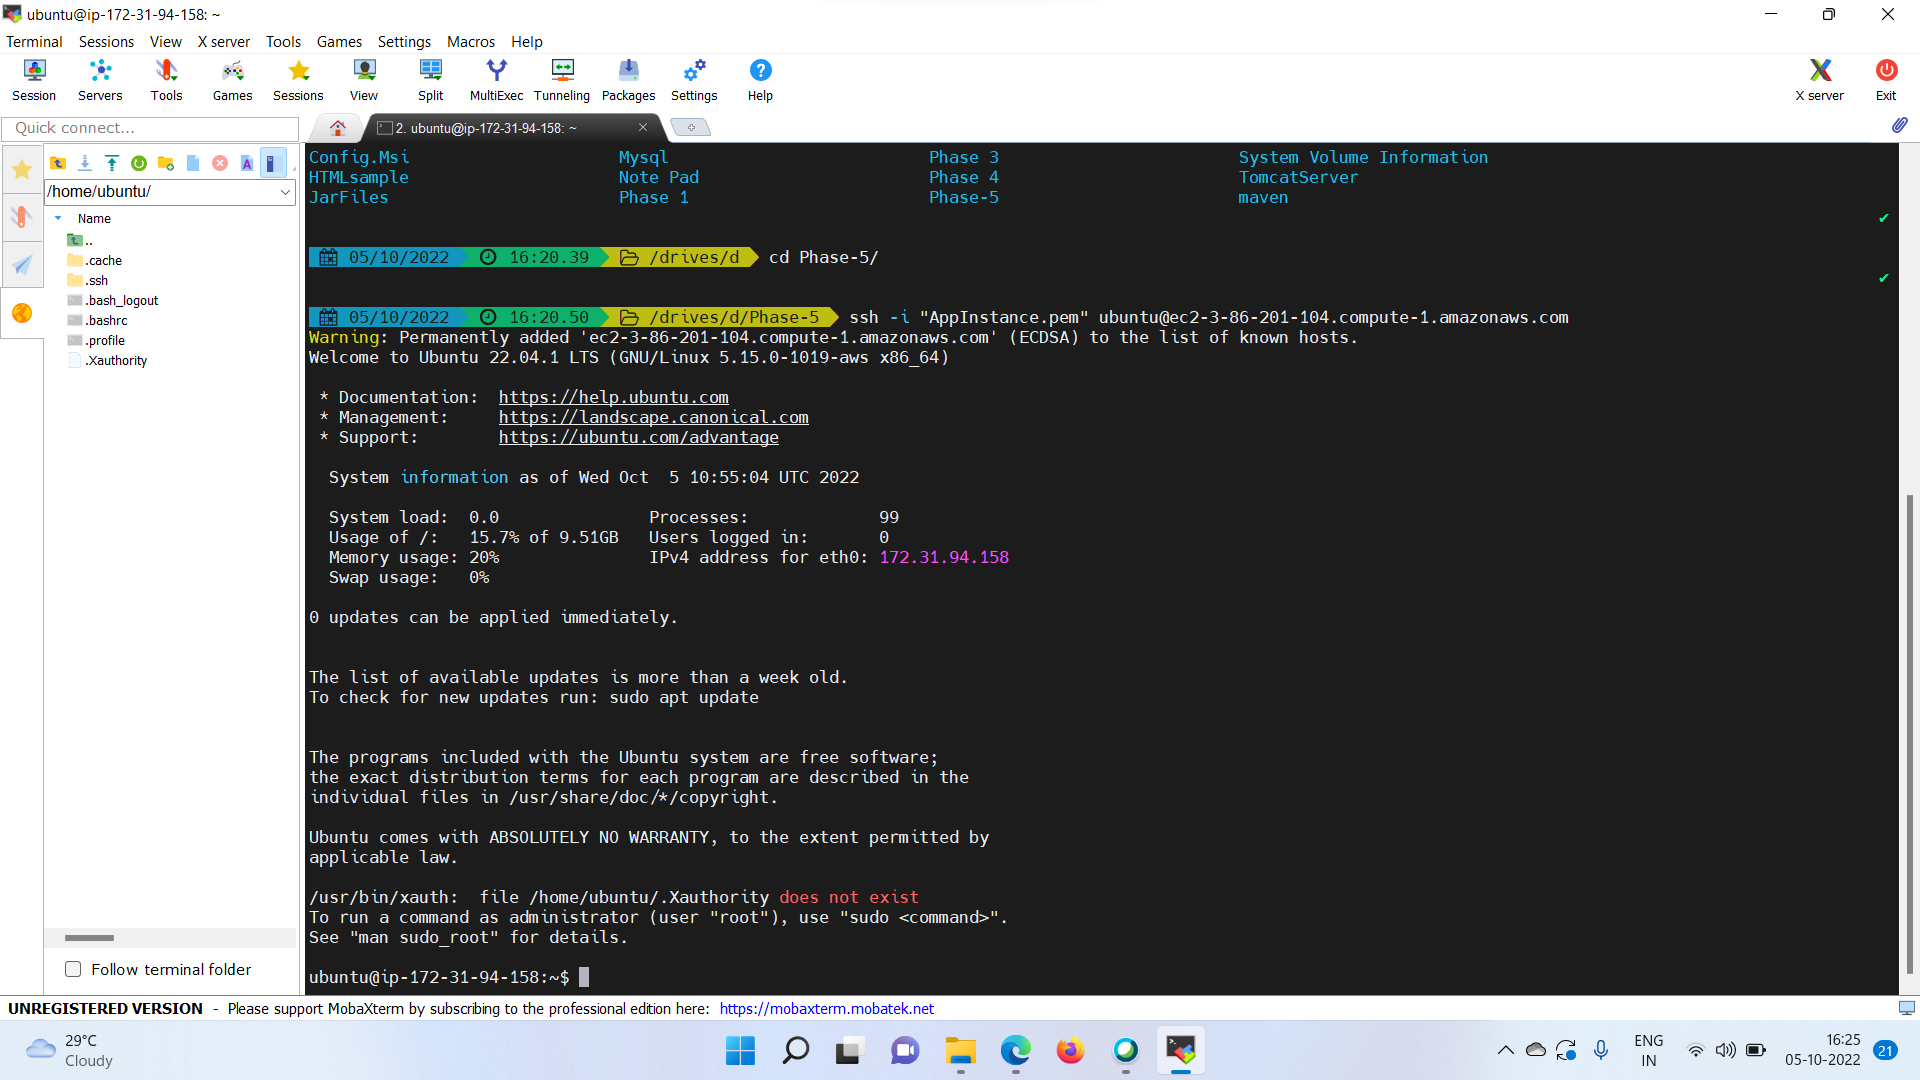 ubuntu@ip-172-31-94-158: ~
Terminal Sessions View X server Tools Games Settings Macros Help
Session Servers Tools Games Sessions View Split MultiExec Tunneling Packages Settings Help X server Exit
Quick connect...
2. ubuntu@ip-172-31-94-158: ~
/home/ubuntu/
Name
..
.cache
.ssh
.bash_logout
.bashrc
.profile
.Xauthority
Follow terminal folder
Config.Msi Mysql Phase 3 System Volume Information
HTMLsample Note Pad Phase 4 TomcatServer
JarFiles Phase 1 Phase-5 maven
05/10/2022 16:20.39 /drives/d cd Phase-5/
05/10/2022 16:20.50 /drives/d/Phase-5 ssh -i "AppInstance.pem" ubuntu@ec2-3-86-201-104.compute-1.amazonaws.com
Warning: Permanently added 'ec2-3-86-201-104.compute-1.amazonaws.com' (ECDSA) to the list of known hosts.
Welcome to Ubuntu 22.04.1 LTS (GNU/Linux 5.15.0-1019-aws x86_64)
* Documentation: https://help.ubuntu.com
* Management: https://landscape.canonical.com
* Support: https://ubuntu.com/advantage
System information as of Wed Oct 5 10:55:04 UTC 2022
System load: 0.0 Processes: 99
Usage of /: 15.7% of 9.51GB Users logged in: 0
Memory usage: 20% IPv4 address for eth0: 172.31.94.158
Swap usage: 0%
0 updates can be applied immediately.
The list of available updates is more than a week old.
To check for new updates run: sudo apt update
The programs included with the Ubuntu system are free software;
the exact distribution terms for each program are described in the
individual files in /usr/share/doc/*/copyright.
Ubuntu comes with ABSOLUTELY NO WARRANTY, to the extent permitted by
applicable law.
/usr/bin/xauth: file /home/ubuntu/.Xauthority does not exist
To run a command as administrator (user "root"), use "sudo <command>".
See "man sudo_root" for details.
ubuntu@ip-172-31-94-158:~$
UNREGISTERED VERSION - Please support MobaXterm by subscribing to the professional edition here: https://mobaxterm.mobatek.net
29°C
Cloudy
ENG
IN
16:25
05-10-2022
21